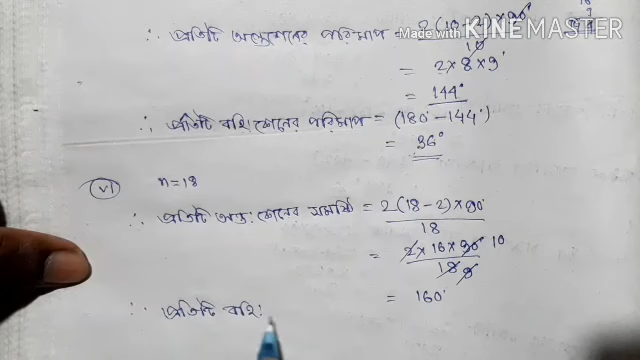 ∴ প্রতিটি অন্তঃকোণের পরিমাপ = 2(10-2)×90° / 10
= 2×8×9°
= 144°
∴ প্রতিটি বহিঃকোণের পরিমাপ = (180°-144°)
= 36°
(vi) n=18
∴ প্রতিটি অন্তঃকোণের সমষ্টি = 2(18-2)×90° / 18
= 2×16×90° 10 / 18 9
= 160°
∴ প্রতিটি বহিঃ
Made With
KINEMASTER